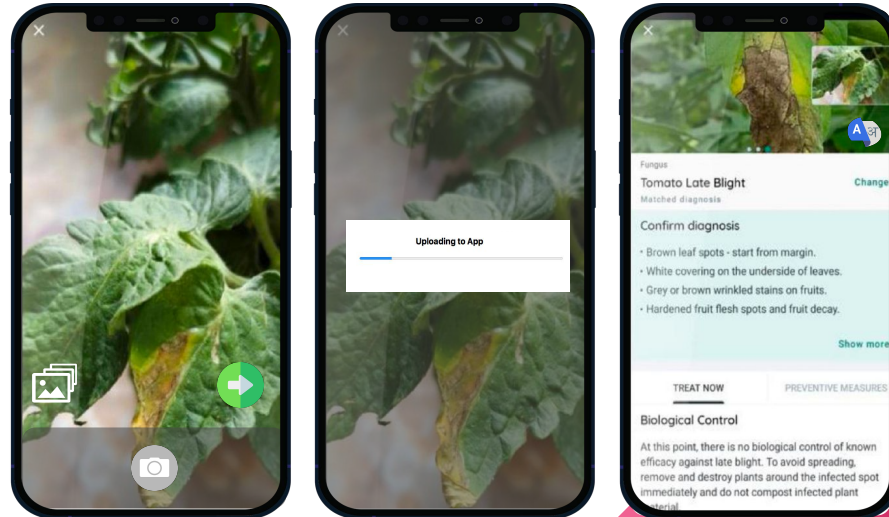 Uploading to App
A अ
Fungus
Tomato Late Blight
Change
Matched diagnosis
Confirm diagnosis
· Brown leaf spots - start from margin.
· White covering on the underside of leaves.
· Grey or brown wrinkled stains on fruits.
· Hardened fruit flesh spots and fruit decay.
Show more
TREAT NOW
PREVENTIVE MEASURES
Biological Control
At this point, there is no biological control of known
efficacy against late blight. To avoid spreading,
remove and destroy plants around the infected spot
immediately and do not compost infected plant
material.